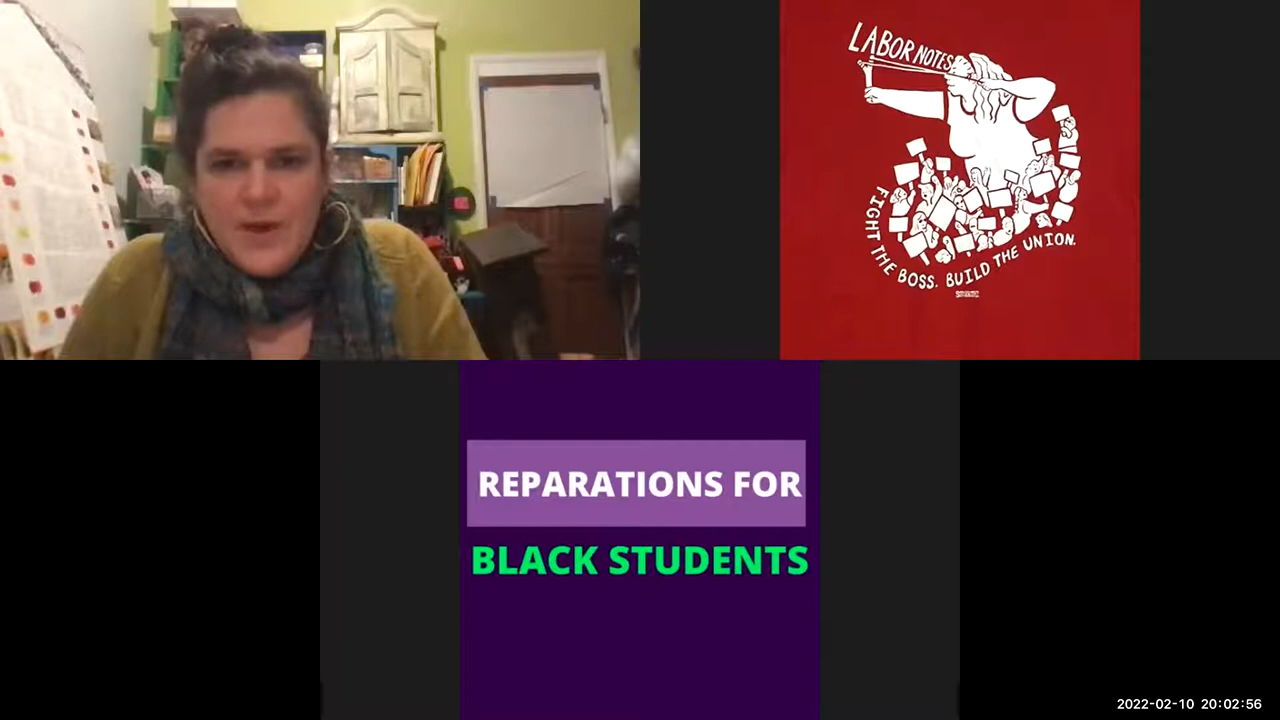 LABOR NOTES
FIGHT THE BOSS. BUILD THE UNION.
REPARATIONS FOR
BLACK STUDENTS
2022-02-10 20:02:56